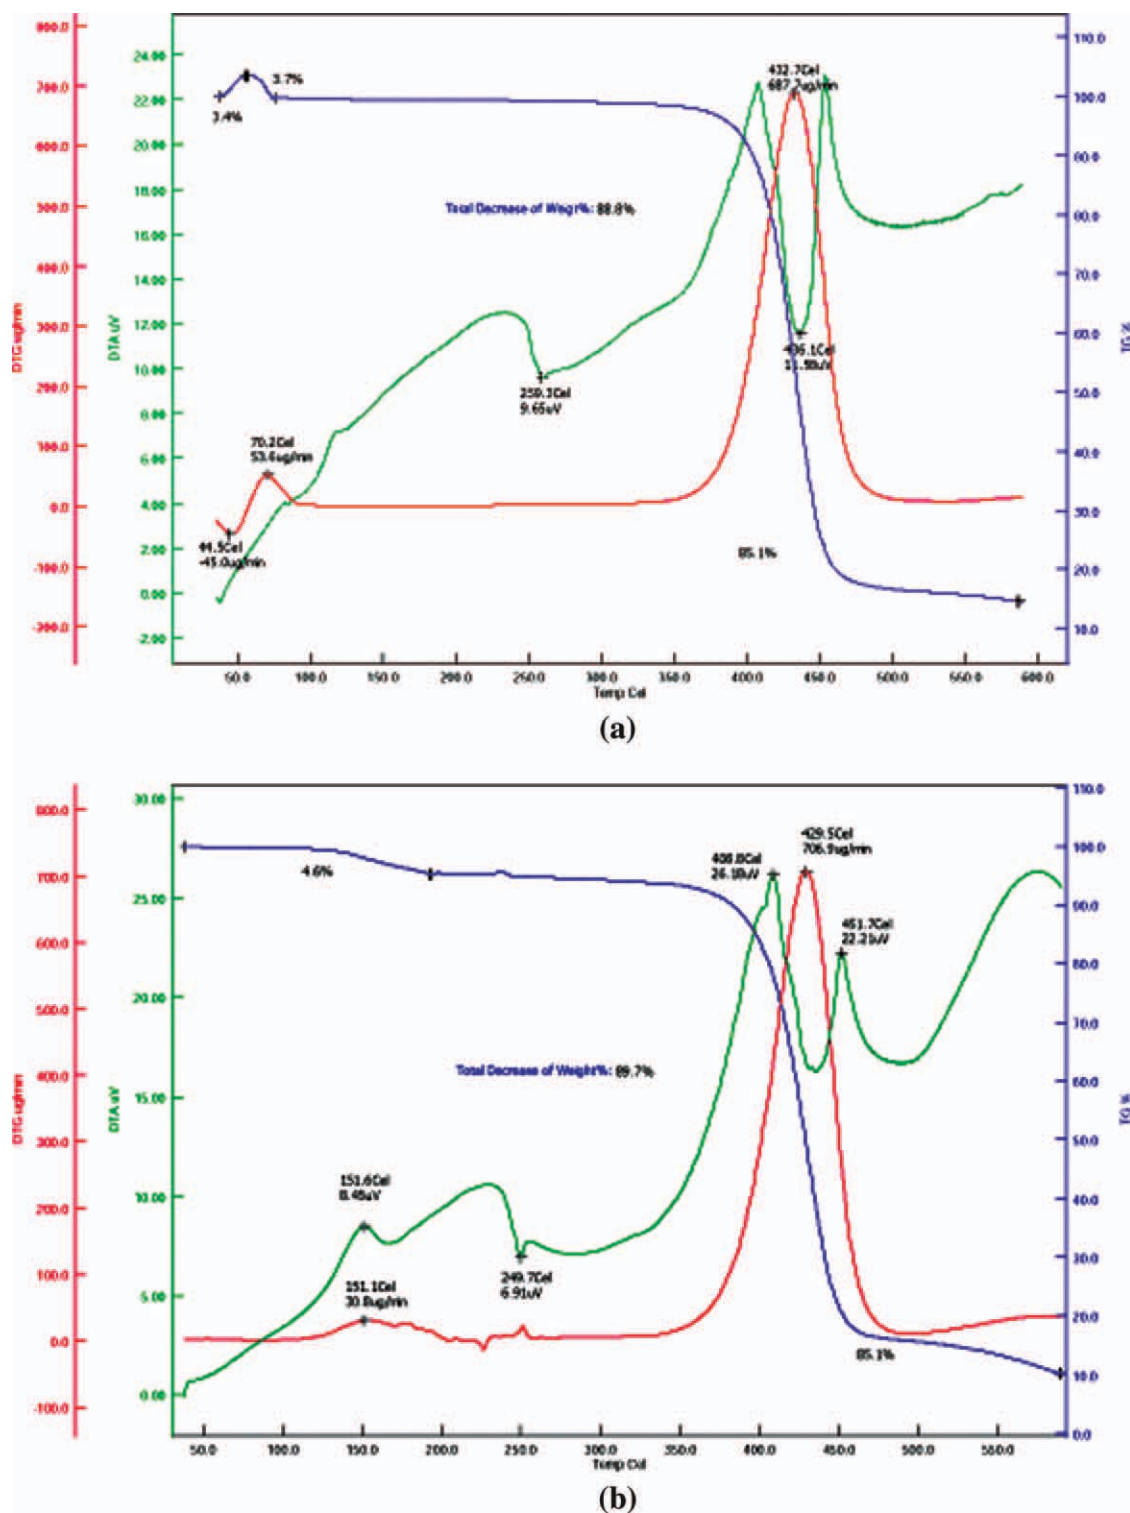 800.0
700.0
600.0
500.0
400.0
300.0
200.0
100.0
0.0
-100.0
-200.0
DTG ug/min
24.00
22.00
20.00
18.00
16.00
14.00
12.00
10.00
8.00
6.00
4.00
2.00
0.00
-2.00
DTA uV
3.7%
3.4%
432.7Cel
Total Decrease of Weigt%: 88.8%
11.59uV
9.65uV
70.2Cel
53.6ug/min
44.5Cel
-45.0ug/min
85.1%
110.0
100.0
90.0
80.0
70.0
60.0
50.0
40.0
30.0
20.0
10.0
TG %
50.0 100.0 150.0 200.0 250.0 300.0 350.0 400.0 450.0 500.0 550.0 600.0
Temp Cel
(a)
800.0
700.0
600.0
500.0
400.0
300.0
200.0
100.0
0.0
-100.0
DTG ug/min
30.00
25.00
20.00
15.00
10.00
5.00
0.00
DTA uV
4.6%
408.8Cel
429.5Cel
706.9ug/min
451.7Cel
22.21uV
Total Decrease of Weight%: 89.7%
151.6Cel
8.48uV
249.7Cel
6.91uV
151.1Cel
30.8ug/min
85.1%
110.0
100.0
90.0
80.0
70.0
60.0
50.0
40.0
30.0
20.0
10.0
0.0
TG %
50.0 100.0 150.0 200.0 250.0 300.0 350.0 400.0 450.0 500.0 550.0
Temp Cel
(b)